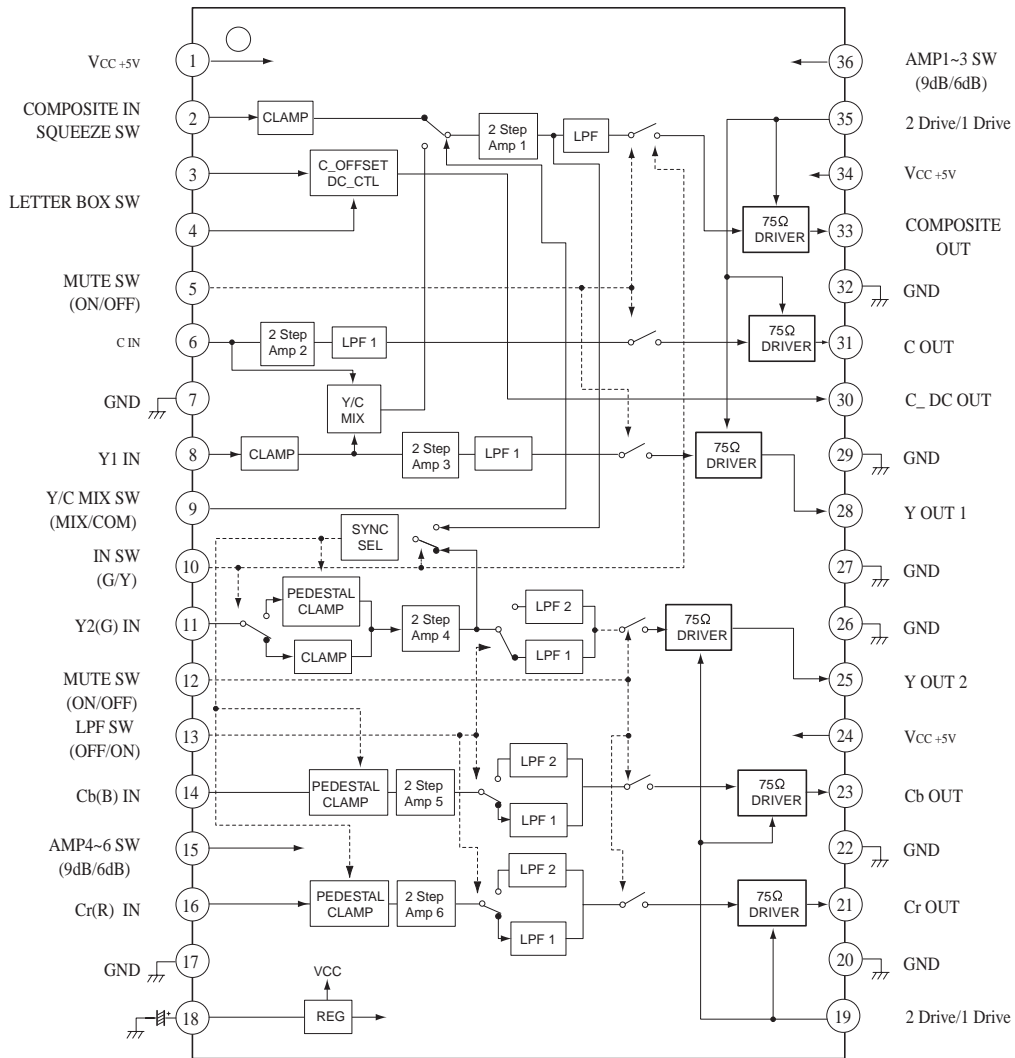 VCC +5V
1
36
AMP1~3 SW
(9dB/6dB)
COMPOSITE IN
SQUEEZE SW
2
CLAMP
2 Step
Amp 1
LPF
35
2 Drive/1 Drive
3
C_OFFSET
DC_CTL
34
VCC +5V
LETTER BOX SW
4
75Ω
DRIVER
33
COMPOSITE
OUT
MUTE SW
(ON/OFF)
5
32
GND
C IN
6
2 Step
Amp 2
LPF 1
75Ω
DRIVER
31
C OUT
GND
7
Y/C
MIX
30
C_ DC OUT
Y1 IN
8
CLAMP
2 Step
Amp 3
LPF 1
75Ω
DRIVER
29
GND
Y/C MIX SW
(MIX/COM)
9
28
Y OUT 1
SYNC
SEL
IN SW
(G/Y)
10
27
GND
PEDESTAL
CLAMP
Y2(G) IN
11
CLAMP
2 Step
Amp 4
LPF 2
LPF 1
75Ω
DRIVER
26
GND
MUTE SW
(ON/OFF)
12
25
Y OUT 2
LPF SW
(OFF/ON)
13
24
VCC +5V
Cb(B) IN
14
PEDESTAL
CLAMP
2 Step
Amp 5
LPF 2
LPF 1
75Ω
DRIVER
23
Cb OUT
AMP4~6 SW
(9dB/6dB)
15
22
GND
Cr(R) IN
16
PEDESTAL
CLAMP
2 Step
Amp 6
LPF 2
LPF 1
75Ω
DRIVER
21
Cr OUT
GND
17
20
GND
VCC
+
18
REG
19
2 Drive/1 Drive